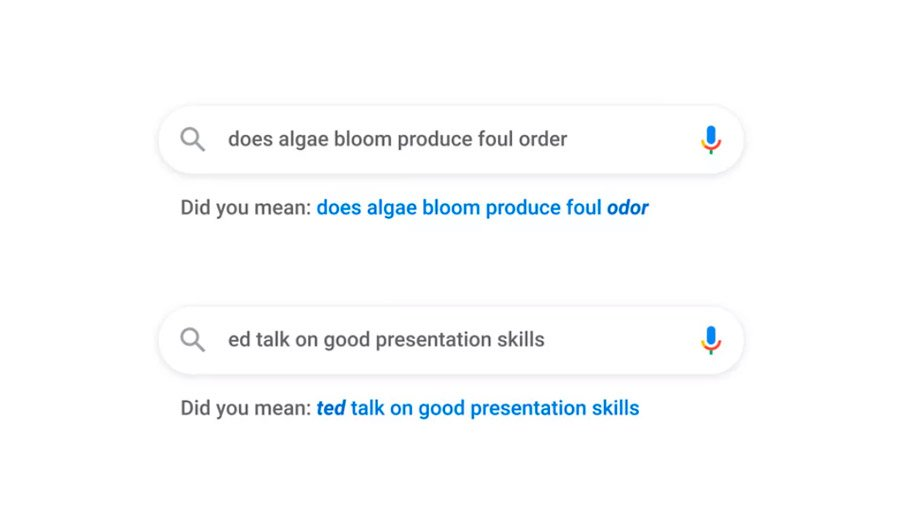 does algae bloom produce foul order
Did you mean: does algae bloom produce foul odor
ed talk on good presentation skills
Did you mean: ted talk on good presentation skills